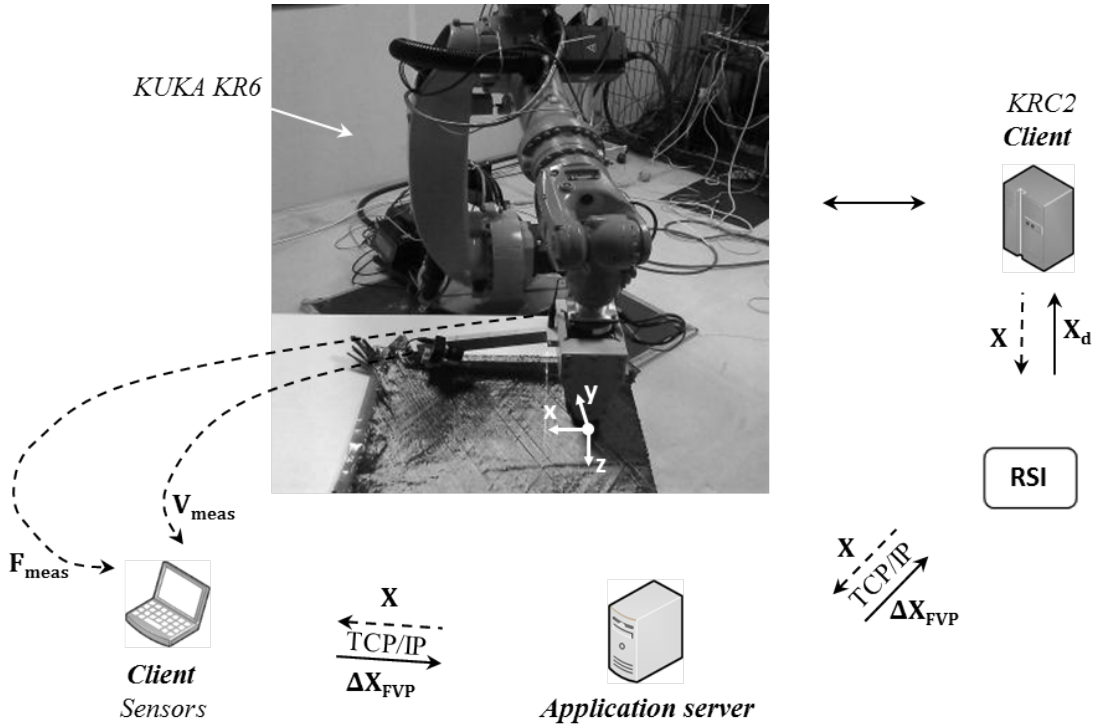 KUKA KR6
KRC2
Client
X
X_d
y
x
z
RSI
V_meas
F_meas
X
TCP/IP
ΔX_FVP
X
TCP/IP
ΔX_FVP
Client
Sensors
Application server